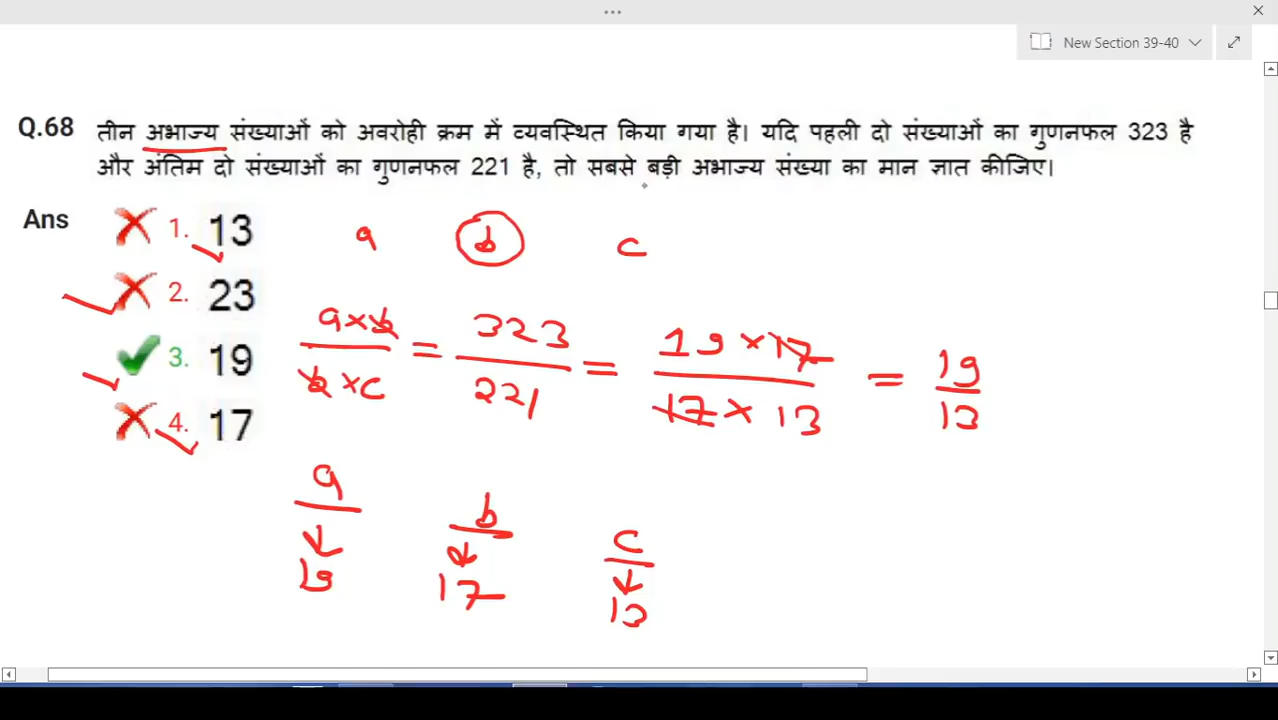 New Section 39-40
Q.68 तीन अभाज्य संख्याओं को अवरोही क्रम में व्यवस्थित किया गया है। यदि पहली दो संख्याओं का गुणनफल 323 है
और अंतिम दो संख्याओं का गुणनफल 221 है, तो सबसे बड़ी अभाज्य संख्या का मान ज्ञात कीजिए।
Ans 1. 13
2. 23
3. 19
4. 17
a b c
a×b/b×c = 323/221 = 19×17/17×13 = 19/13
a b c
19 17 13